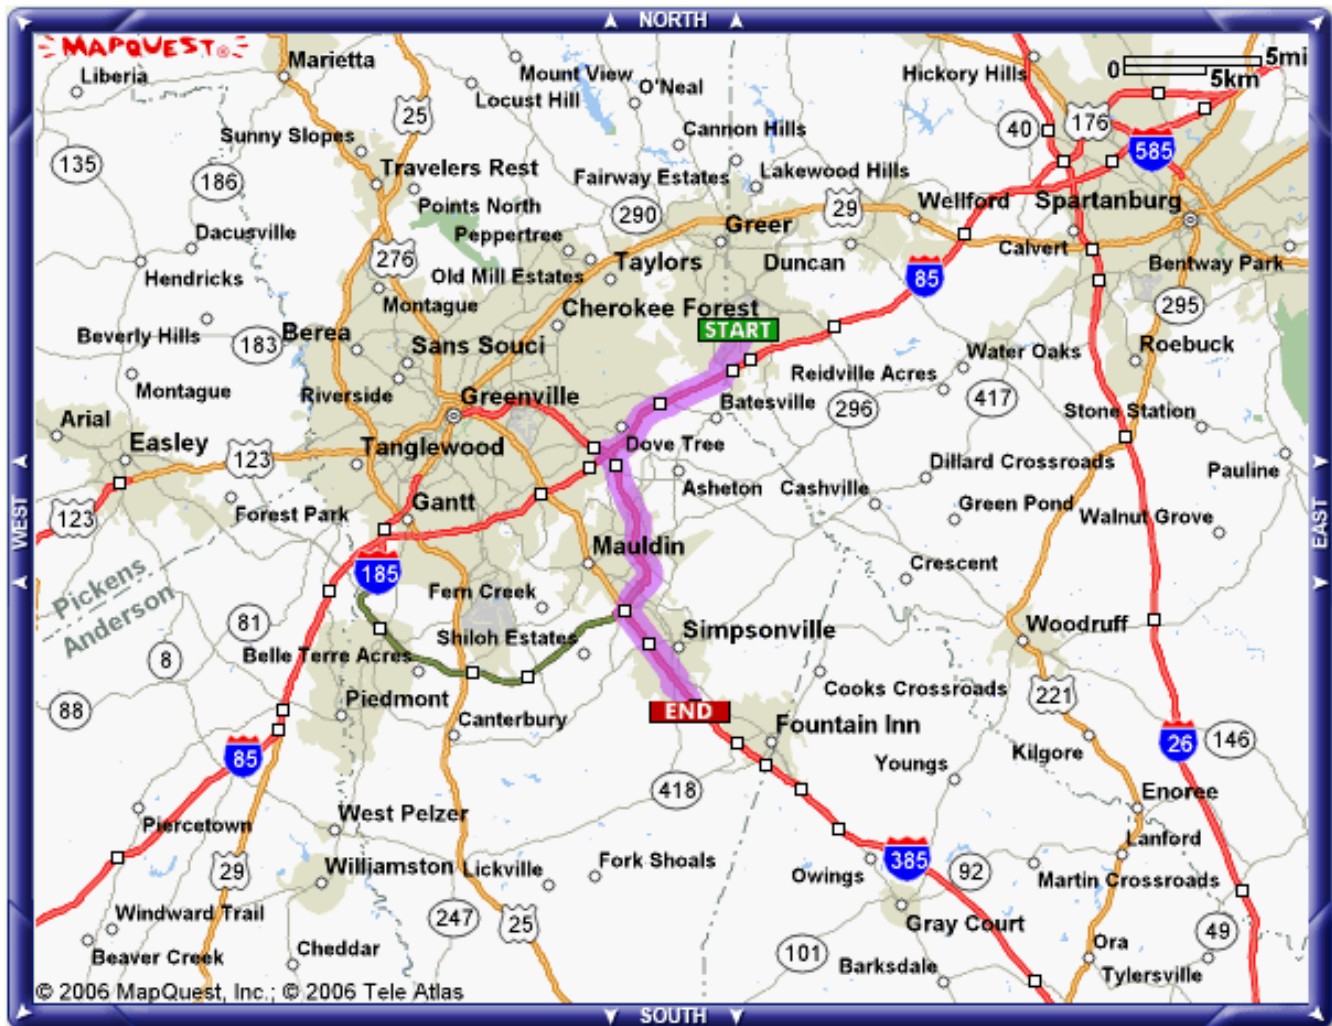 NORTH
MAPQUEST
Liberia
Marietta
Mount View
Locust Hill
O'Neal
Hickory Hills
0
5mi
5km
25
Sunny Slopes
Cannon Hills
40
176
585
135
186
Travelers Rest
Fairway Estates
Lakewood Hills
Points North
290
29
Wellford
Spartanburg
Dacusville
Peppertree
Greer
Calvert
276
Taylors
Duncan
Bentway Park
Hendricks
Old Mill Estates
85
Montague
Cherokee Forest
295
Beverly Hills
183
Berea
START
Sans Souci
Water Oaks
Roebuck
Reidville Acres
Montague
Riverside
Greenville
Batesville
296
417
Stone Station
Arial
Easley
Tanglewood
Dove Tree
123
Dillard Crossroads
Pauline
Asheton
Cashville
Green Pond
Walnut Grove
123
Forest Park
Gantt
WEST
EAST
Mauldin
Crescent
185
Pickens
Anderson
Fern Creek
81
Shiloh Estates
Simpsonville
Woodruff
8
Belle Terre Acres
Piedmont
Cooks Crossroads
221
88
Canterbury
END
Fountain Inn
26
146
85
Kilgore
Youngs
418
Enoree
Piercetown
West Pelzer
Lanford
29
Williamston
Lickville
Fork Shoals
Owings
385
92
Martin Crossroads
Windward Trail
247
25
Gray Court
49
Beaver Creek
Cheddar
101
Barksdale
Ora
Tylersville
© 2006 MapQuest, Inc.; © 2006 Tele Atlas
SOUTH